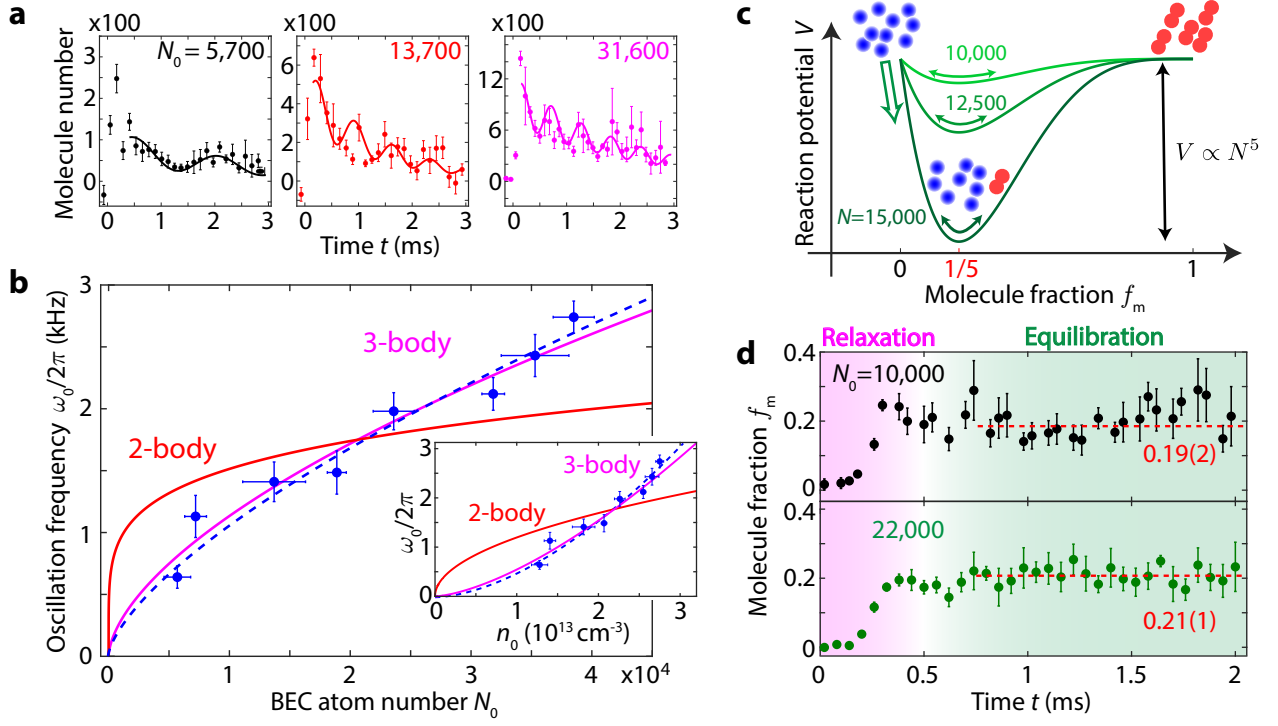 a
x100
x100
x100
N₀ = 5,700
13,700
31,600
Molecule number
3
2
1
0
6
4
2
0
12
8
4
0
0 1 2 3
0 1 2 3
0 1 2 3
Time t (ms)
b
Oscillation frequency ω₀/2π (kHz)
3
2
1
0
3-body
2-body
0 1 2 3 4
x10⁴
BEC atom number N₀
ω₀/2π
3
2
1
0
3-body
2-body
0 1 2 3
n₀ (10¹³ cm⁻³)
c
Reaction potential V
10,000
12,500
N=15,000
V ∝ N⁵
0 1/5 1
Molecule fraction fₘ
d
Relaxation
Equilibration
Molecule fraction fₘ
0.4
0.2
0
N₀=10,000
0.19(2)
0.4
0.2
0
22,000
0.21(1)
0 0.5 1 1.5 2
Time t (ms)